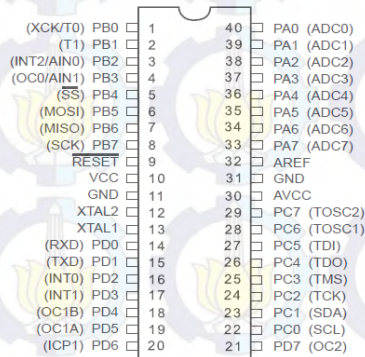 (XCK/T0) PB0 1 40 PA0 (ADC0)
(T1) PB1 2 39 PA1 (ADC1)
(INT2/AIN0) PB2 3 38 PA2 (ADC2)
(OC0/AIN1) PB3 4 37 PA3 (ADC3)
(SS) PB4 5 36 PA4 (ADC4)
(MOSI) PB5 6 35 PA5 (ADC5)
(MISO) PB6 7 34 PA6 (ADC6)
(SCK) PB7 8 33 PA7 (ADC7)
RESET 9 32 AREF
VCC 10 31 GND
GND 11 30 AVCC
XTAL2 12 29 PC7 (TOSC2)
XTAL1 13 28 PC6 (TOSC1)
(RXD) PD0 14 27 PC5 (TDI)
(TXD) PD1 15 26 PC4 (TDO)
(INT0) PD2 16 25 PC3 (TMS)
(INT1) PD3 17 24 PC2 (TCK)
(OC1B) PD4 18 23 PC1 (SDA)
(OC1A) PD5 19 22 PC0 (SCL)
(ICP1) PD6 20 21 PD7 (OC2)